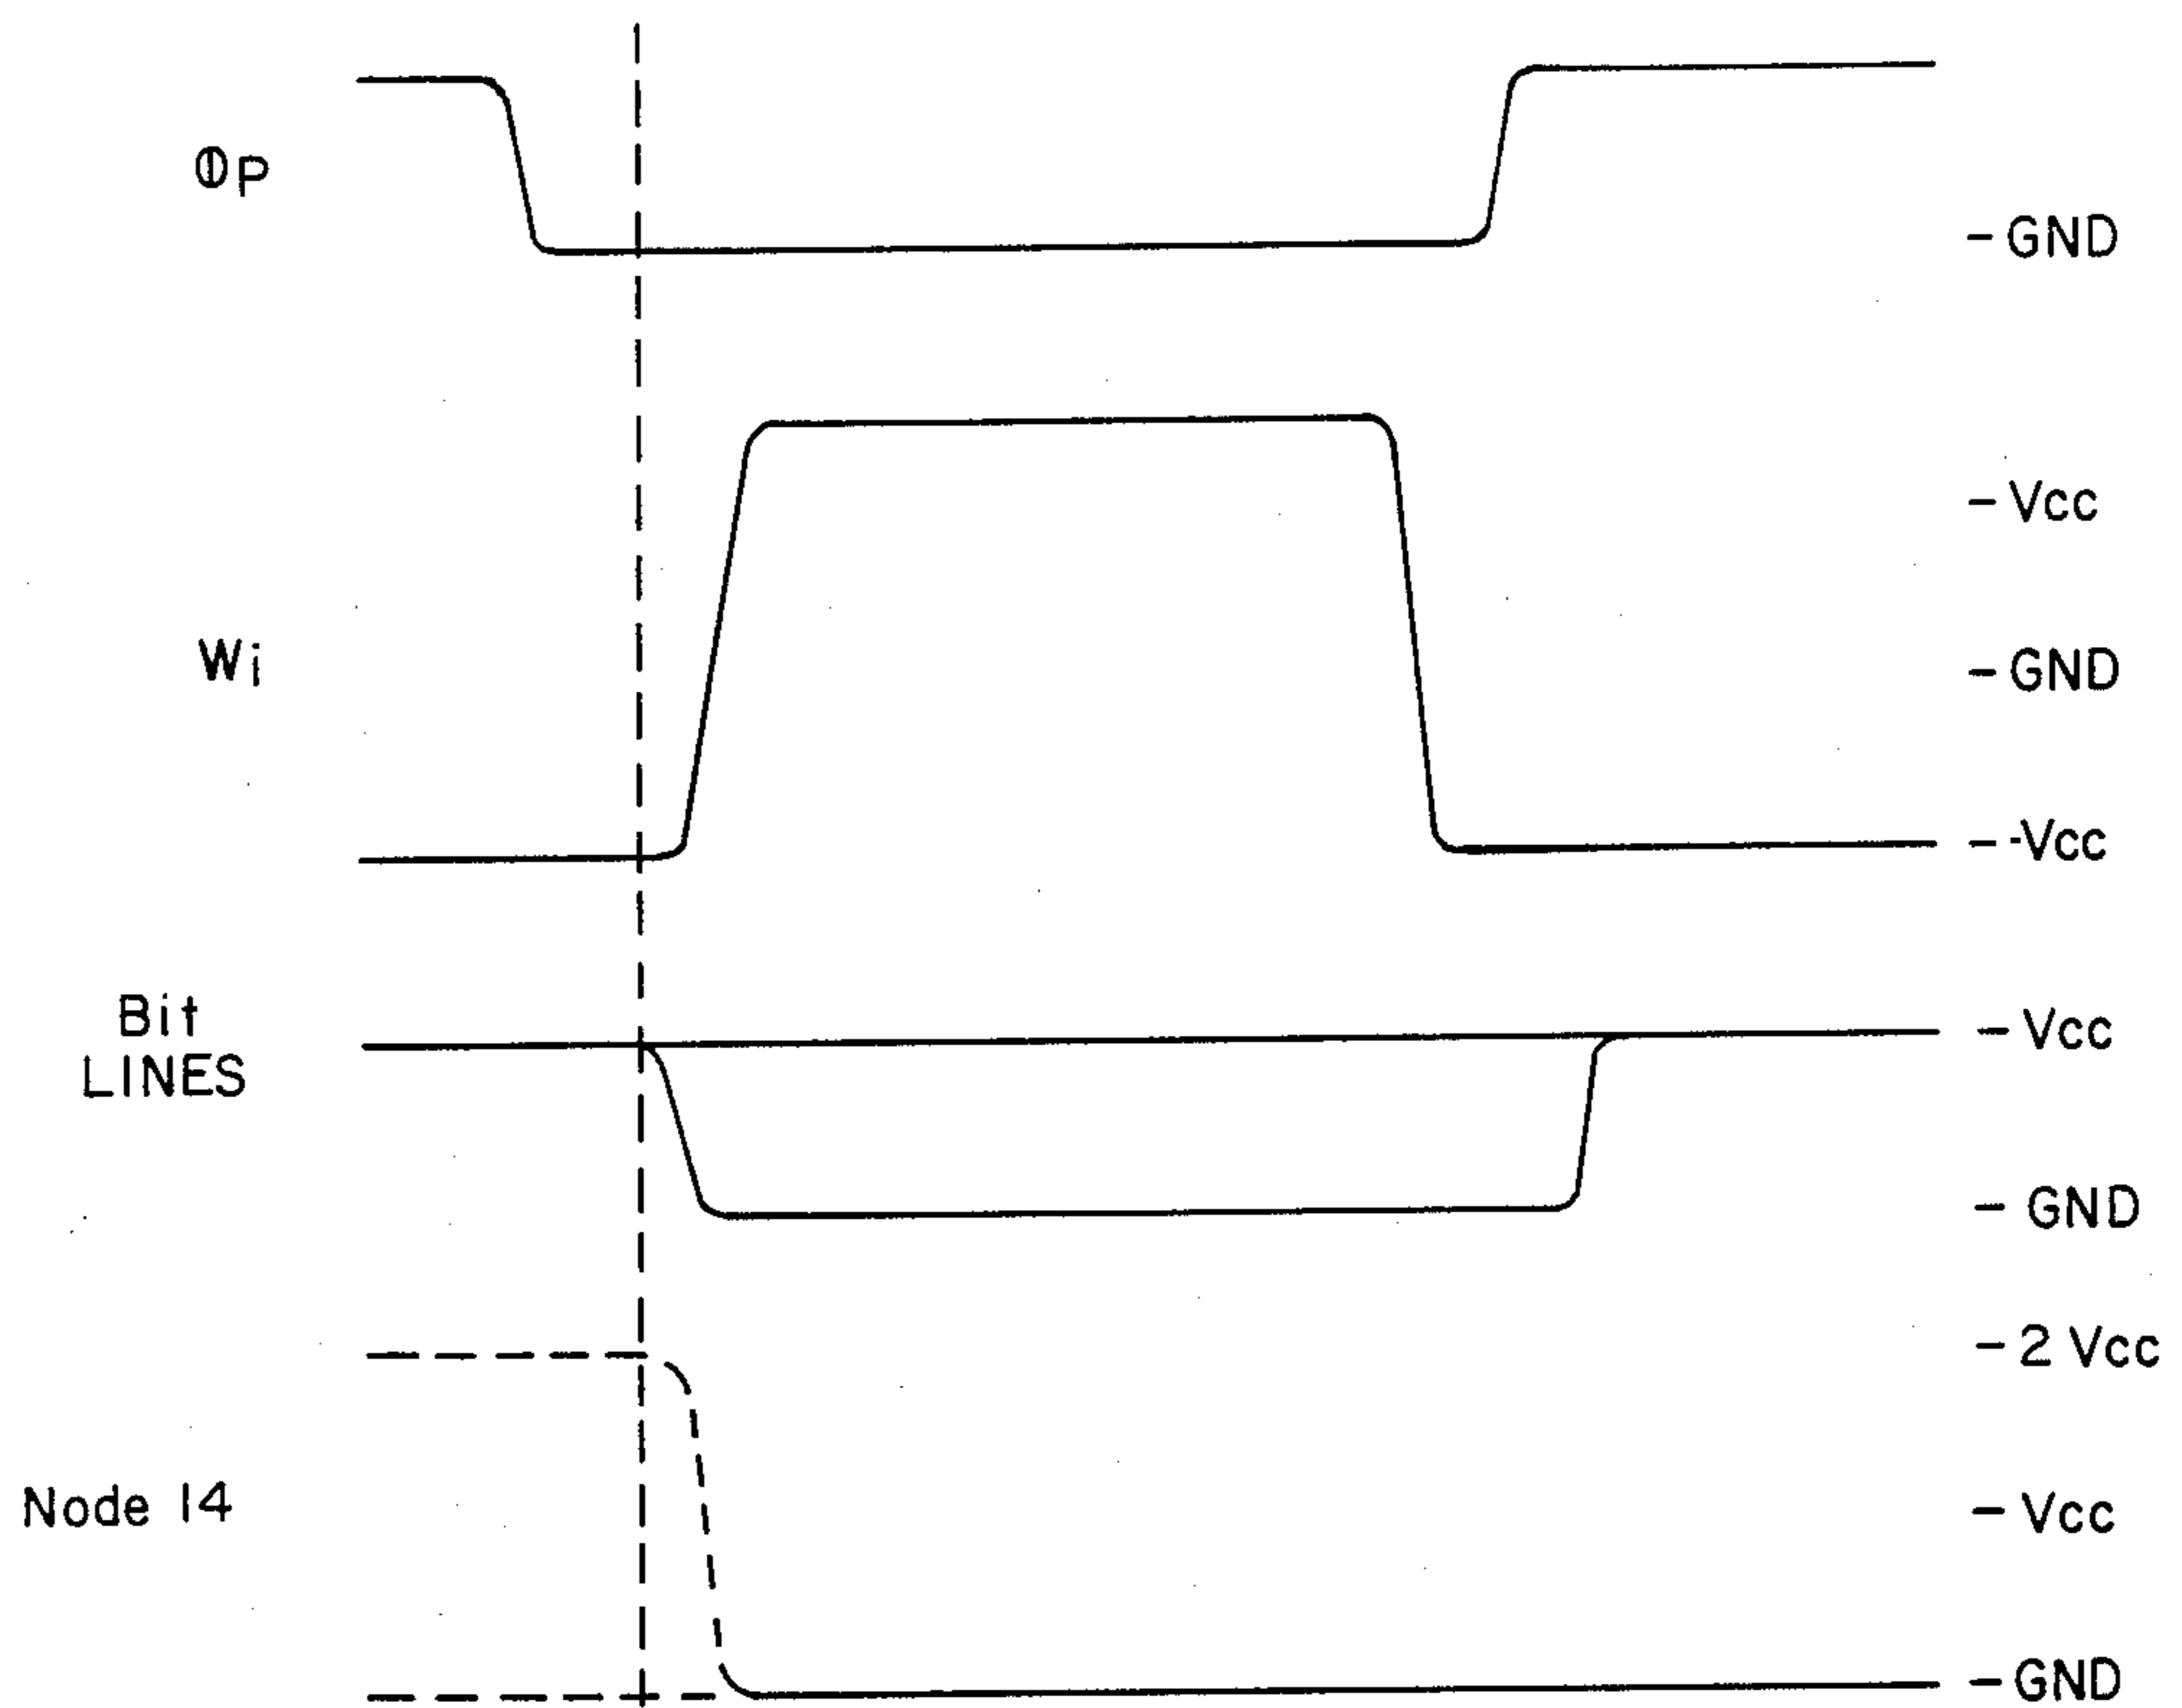 ΦP
- GND
- Vcc
Wi
- GND
- -Vcc
Bit
LINES
- Vcc
- GND
- 2 Vcc
Node 14
- Vcc
- GND